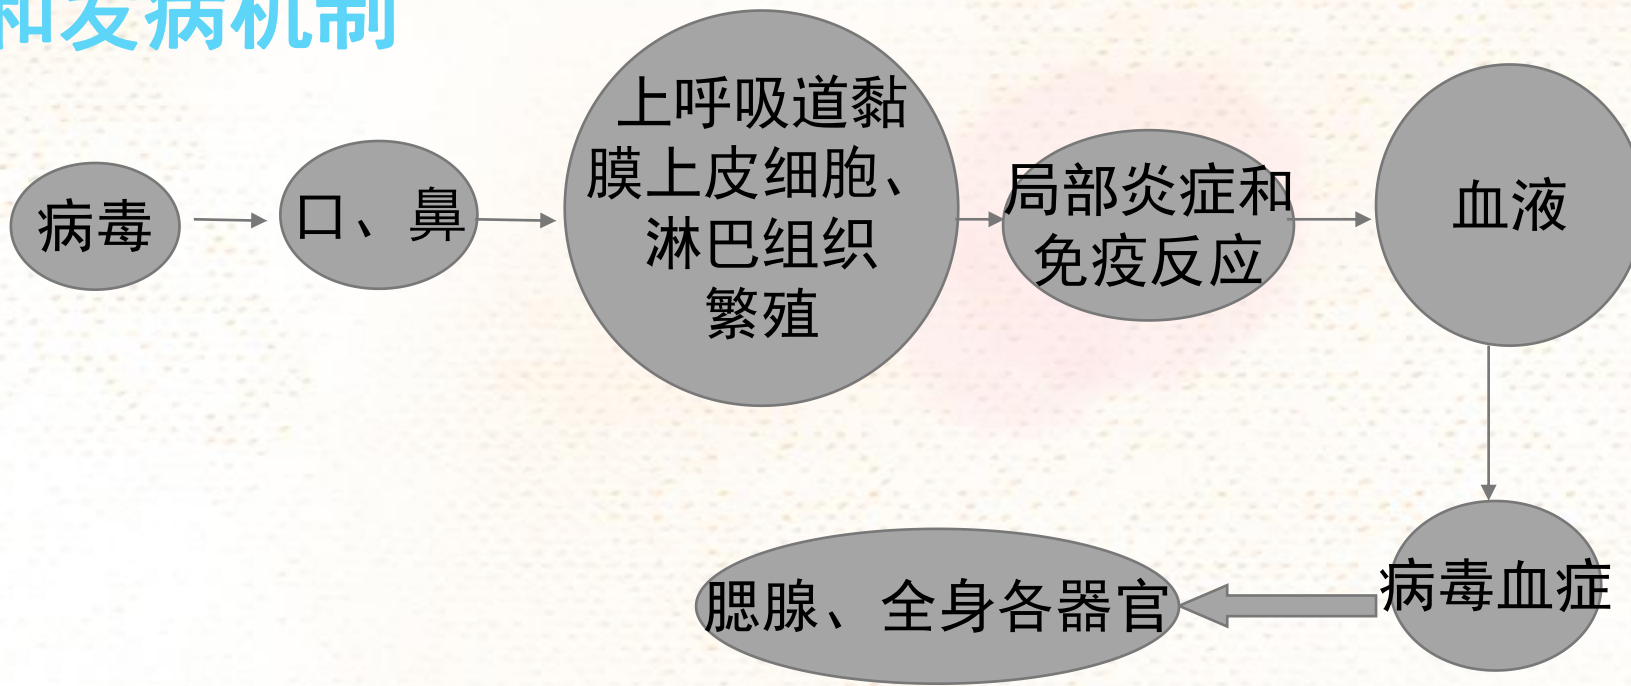 和发病机制
病毒
口、鼻
上呼吸道黏
膜上皮细胞、
淋巴组织
繁殖
局部炎症和
免疫反应
血液
病毒血症
腮腺、全身各器官